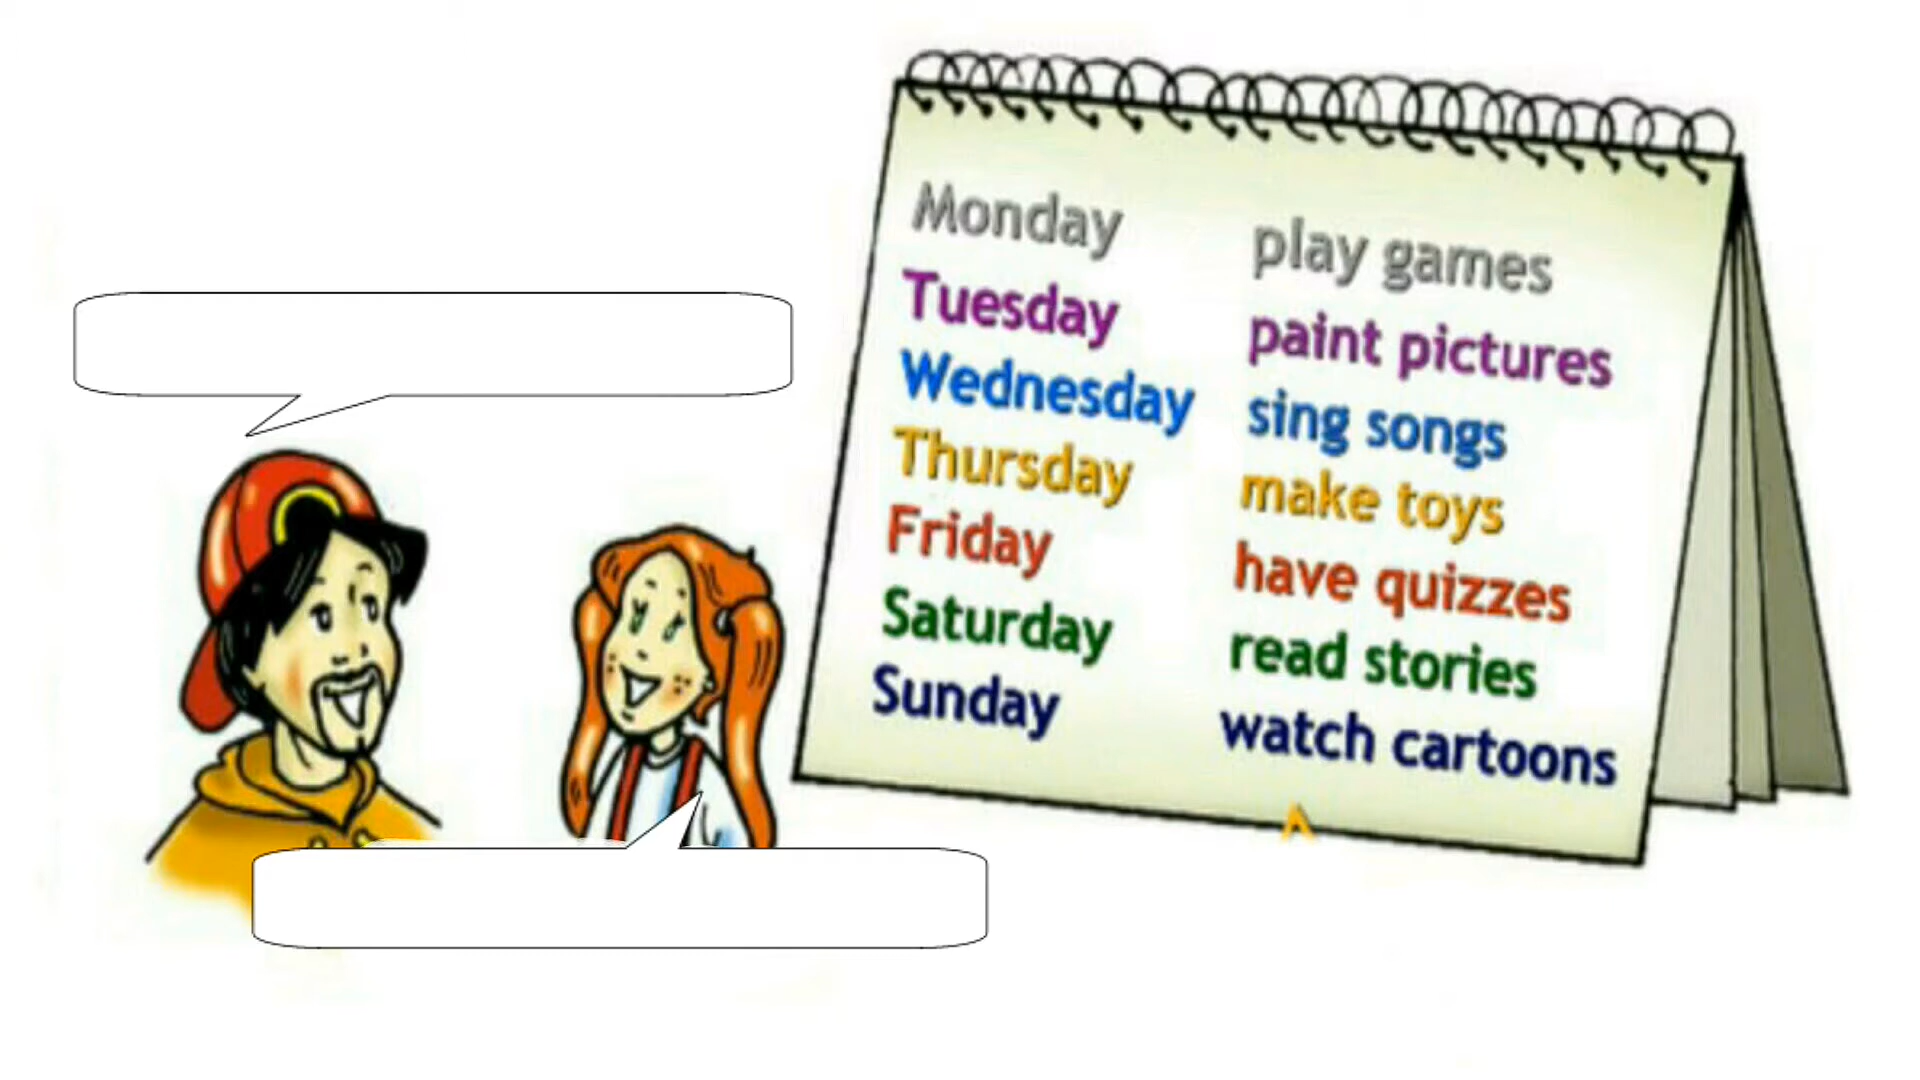 Monday play games
Tuesday paint pictures
Wednesday sing songs
Thursday make toys
Friday have quizzes
Saturday read stories
Sunday watch cartoons